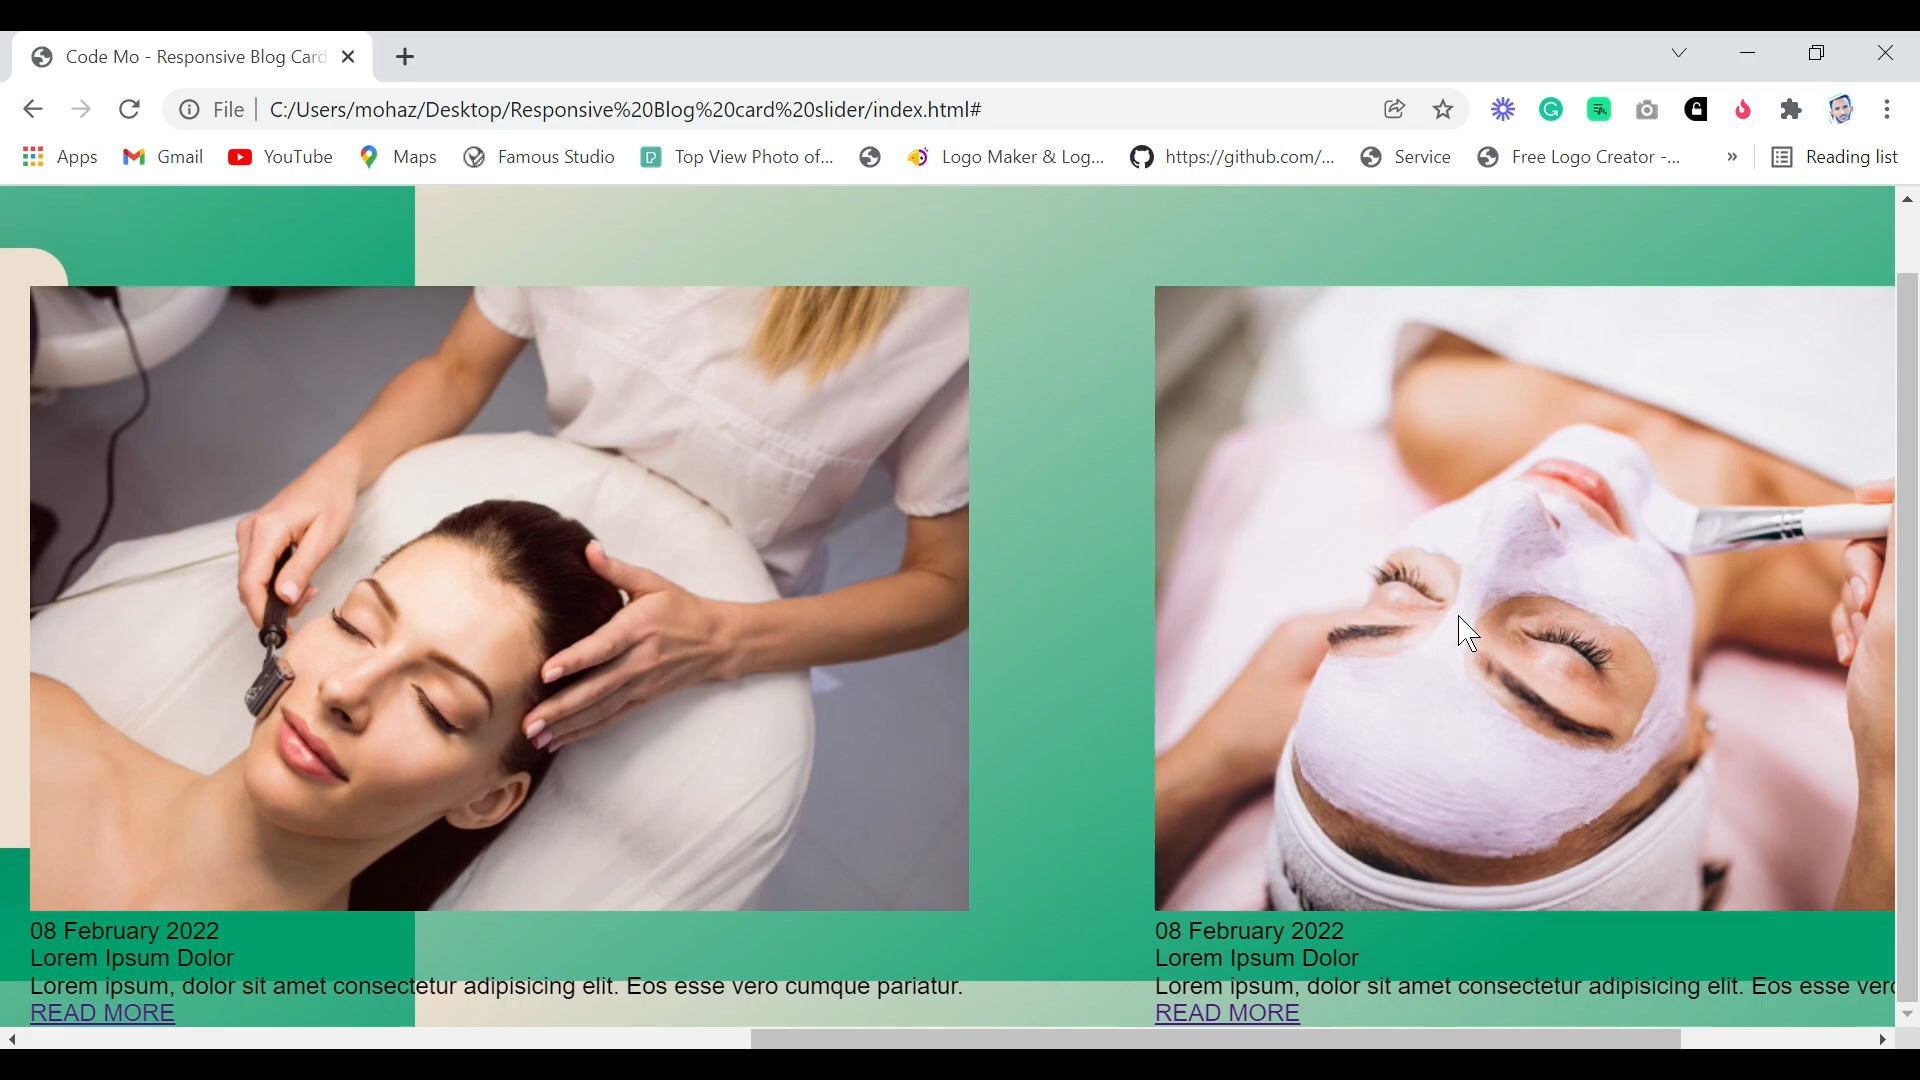 Code Mo - Responsive Blog Card
File C:/Users/mohaz/Desktop/Responsive%20Blog%20card%20slider/index.html#
Apps Gmail YouTube Maps Famous Studio Top View Photo of... Logo Maker & Log... https://github.com/... Service Free Logo Creator -... » Reading list
08 February 2022
Lorem Ipsum Dolor
Lorem ipsum, dolor sit amet consectetur adipisicing elit. Eos esse vero cumque pariatur.
READ MORE
08 February 2022
Lorem Ipsum Dolor
Lorem ipsum, dolor sit amet consectetur adipisicing elit. Eos esse verc
READ MORE